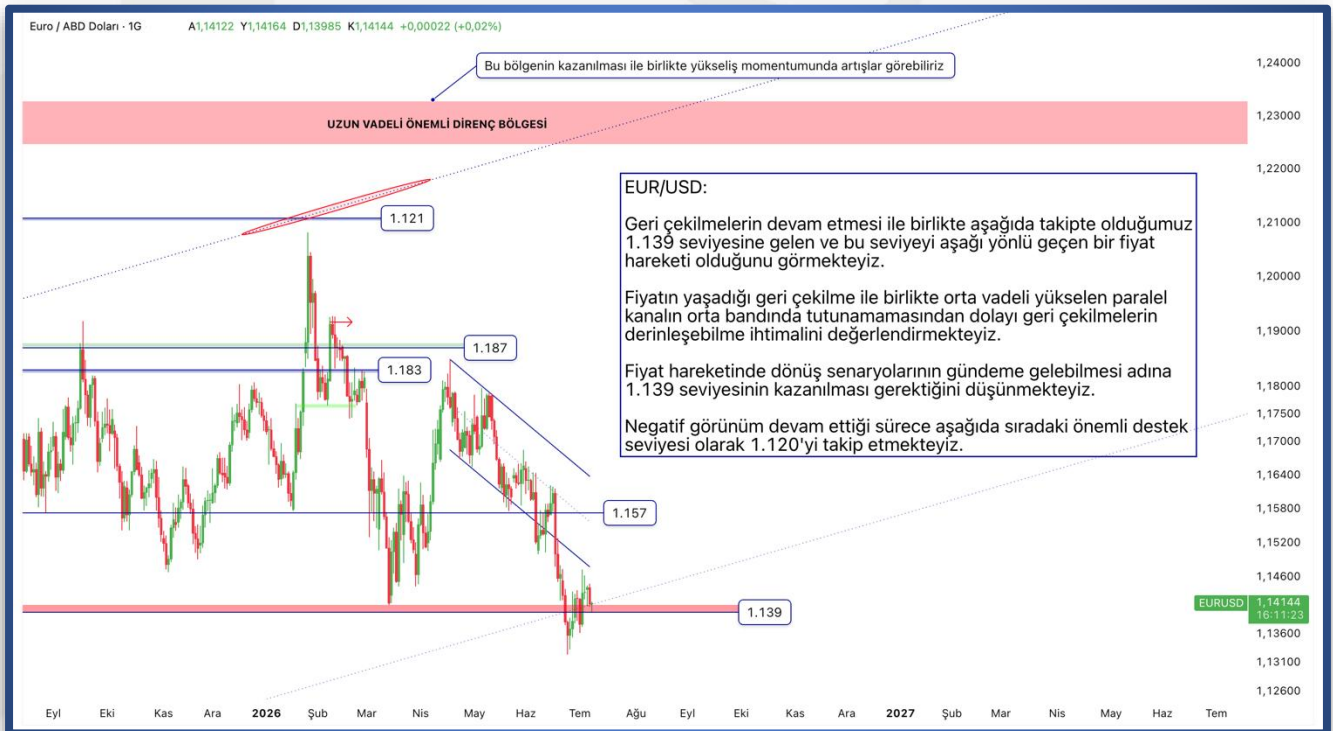 Euro / ABD Doları · 1G A1,14122 Y1,14164 D1,13985 K1,14144 +0,00022 (+0,02%)
Bu bölgenin kazanılması ile birlikte yükseliş momentumunda artışlar görebiliriz
UZUN VADELİ ÖNEMLİ DİRENÇ BÖLGESİ
1.121
1.187
1.183
1.157
1.139
EUR/USD:
Geri çekilmelerin devam etmesi ile birlikte aşağıda takipte olduğumuz
1.139 seviyesine gelen ve bu seviyeyi aşağı yönlü geçen bir fiyat
hareketi olduğunu görmekteyiz.
Fiyatın yaşadığı geri çekilme ile birlikte orta vadeli yükselen paralel
kanalın orta bandında tutunamamasından dolayı geri çekilmelerin
derinleşebilme ihtimalini değerlendirmekteyiz.
Fiyat hareketinde dönüş senaryolarının gündeme gelebilmesi adına
1.139 seviyesinin kazanılması gerektiğini düşünmekteyiz.
Negatif görünüm devam ettiği sürece aşağıda sıradaki önemli destek
seviyesi olarak 1.120'yi takip etmekteyiz.
1,24000
1,23000
1,22000
1,21000
1,20000
1,19000
1,18000
1,17500
1,17000
1,16400
1,15800
1,15200
1,14600
EURUSD 1,14144
16:11:23
1,13600
1,13100
1,12600
Eyl Eki Kas Ara 2026 Şub Mar Nis May Haz Tem Ağu Eyl Eki Kas Ara 2027 Şub Mar Nis May Haz Tem